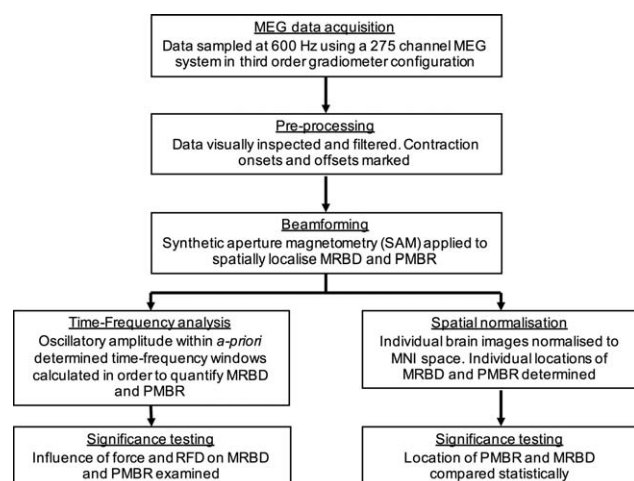 MEG data acquisition
Data sampled at 600 Hz using a 275 channel MEG
system in third order gradiometer configuration
Pre-processing
Data visually inspected and filtered. Contraction
onsets and offsets marked
Beamforming
Synthetic aperture magnetometry (SAM) applied to
spatially localise MRBD and PMBR
Time-Frequency analysis
Oscillatory amplitude within a-priori
determined time-frequency windows
calculated in order to quantify MRBD
and PMBR
Spatial normalisation
Individual brain images normalised to
MNI space. Individual locations of
MRBD and PMBR determined
Significance testing
Influence of force and RFD on MRBD
and PMBR examined
Significance testing
Location of PMBR and MRBD
compared statistically